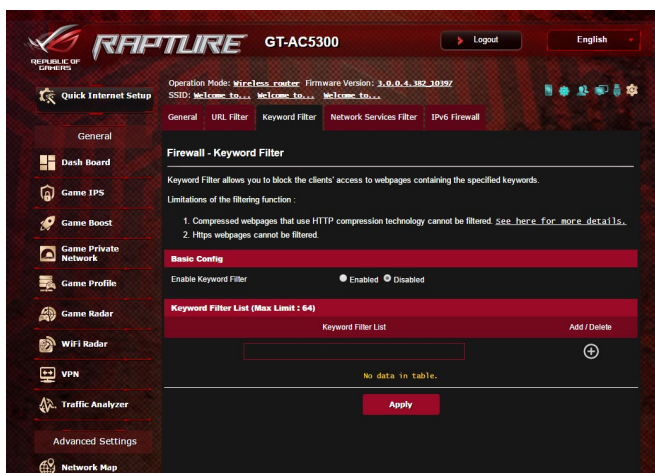 REPUBLIC OF
GAMERS
RAPTURE
GT-AC5300
Logout
English
Quick Internet Setup
Operation Mode: Wireless router Firmware Version: 3.0.0.4.382_10397
SSID: Welcome to... Welcome to... Welcome to...
General
URL Filter
Keyword Filter
Network Services Filter
IPv6 Firewall
General
Dash Board
Game IPS
Game Boost
Game Private
Network
Game Profile
Game Radar
WiFi Radar
VPN
Traffic Analyzer
Advanced Settings
Network Map
Firewall - Keyword Filter
Keyword Filter allows you to block the clients' access to webpages containing the specified keywords.
Limitations of the filtering function :
1. Compressed webpages that use HTTP compression technology cannot be filtered. See here for more details.
2. Https webpages cannot be filtered.
Basic Config
Enable Keyword Filter
Enabled
Disabled
Keyword Filter List (Max Limit : 64)
Keyword Filter List
Add / Delete
No data in table.
Apply